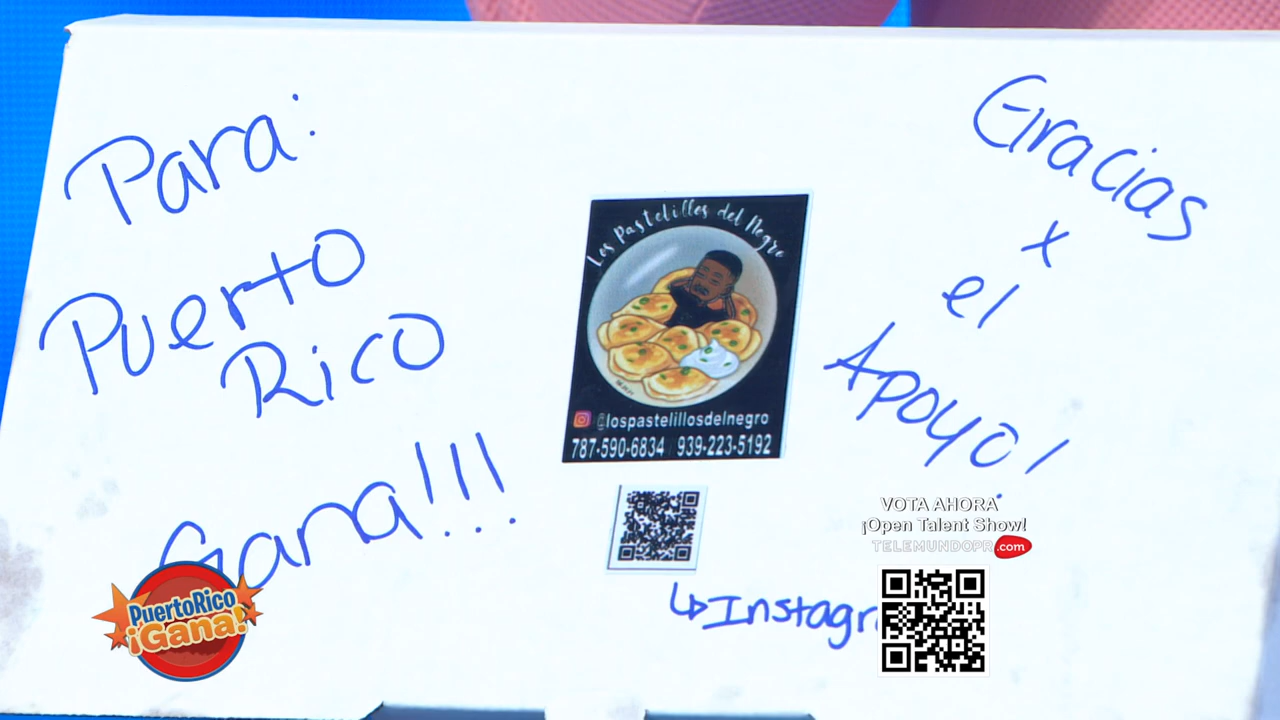 Para:
Puerto
Rico
Gana!!!
Gracias
x
el
Apoyo!
Los Pastelillos del Negro
@lospastelillosdelnegro
787-590-6834 939-223-5192
↳Instagr
VOTA AHORA
¡Open Talent Show!
TELEMUNDOPR.com
PuertoRico
¡Gana!